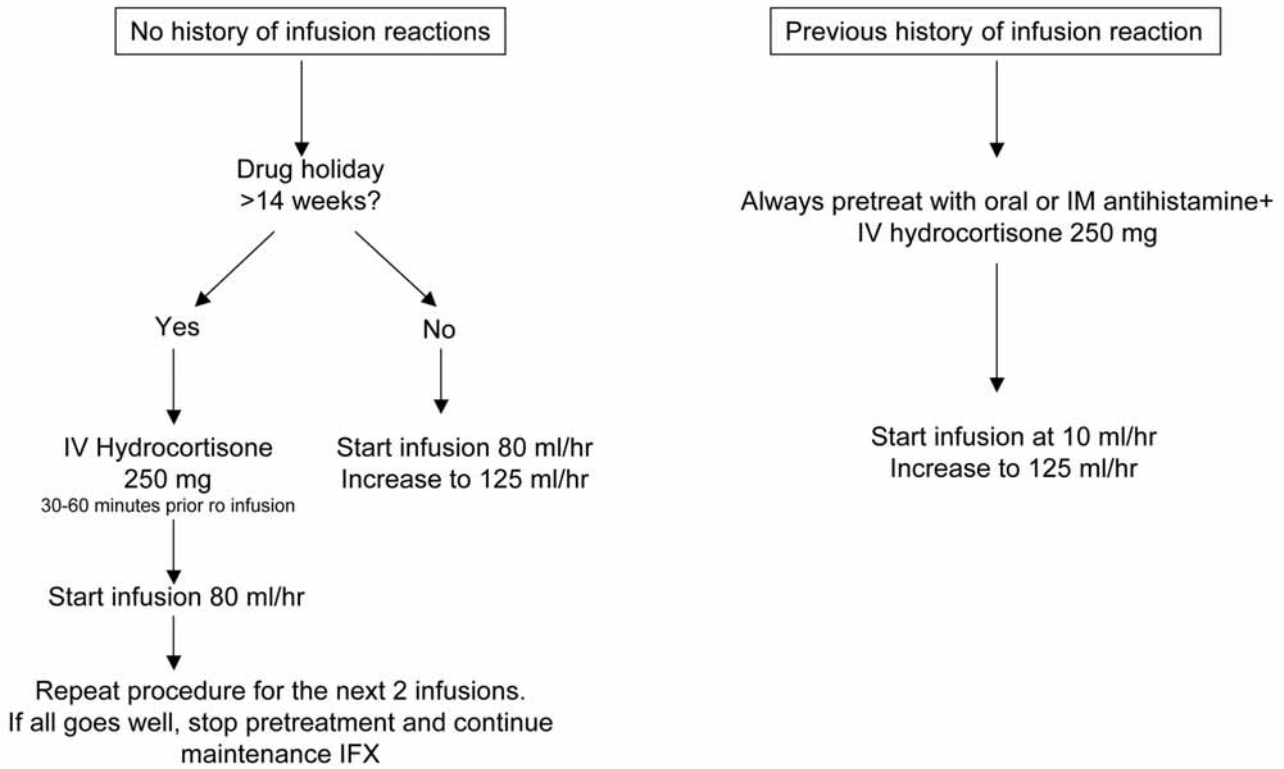 No history of infusion reactions
Drug holiday
>14 weeks?
Yes
No
IV Hydrocortisone
250 mg
30-60 minutes prior ro infusion
Start infusion 80 ml/hr
Repeat procedure for the next 2 infusions.
If all goes well, stop pretreatment and continue
maintenance IFX
Start infusion 80 ml/hr
Increase to 125 ml/hr
Previous history of infusion reaction
Always pretreat with oral or IM antihistamine+
IV hydrocortisone 250 mg
Start infusion at 10 ml/hr
Increase to 125 ml/hr